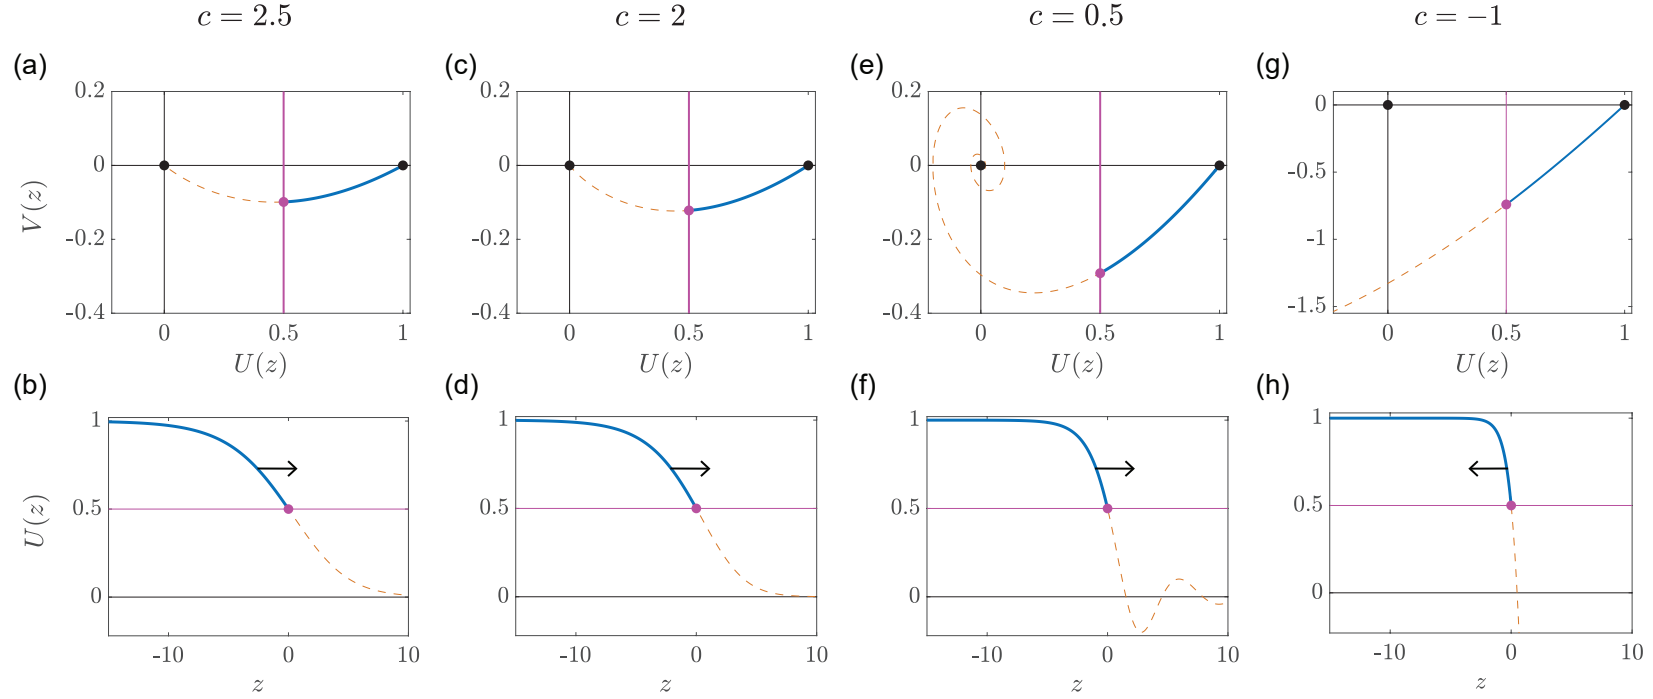 c = 2.5 c = 2 c = 0.5 c = −1
(a) (c) (e) (g)
0.2 0.2 0.2 0
0 0 0 -0.5
-0.2 -0.2 -0.2 -1
-0.4 -0.4 -0.4 -1.5
V(z)
0 0.5 1 0 0.5 1 0 0.5 1 0 0.5 1
U(z) U(z) U(z) U(z)
(b) (d) (f) (h)
1 1 1 1
0.5 0.5 0.5 0.5
0 0 0 0
U(z)
-10 0 10 -10 0 10 -10 0 10 -10 0 10
z z z z